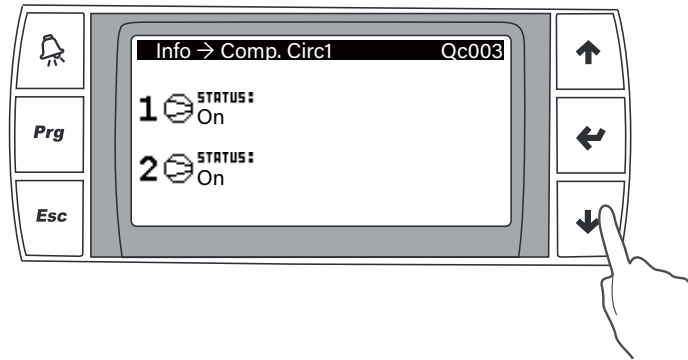 Info → Comp. Circ1 Qc003
1 STATUS:
On
2 STATUS:
On
Prg
Esc